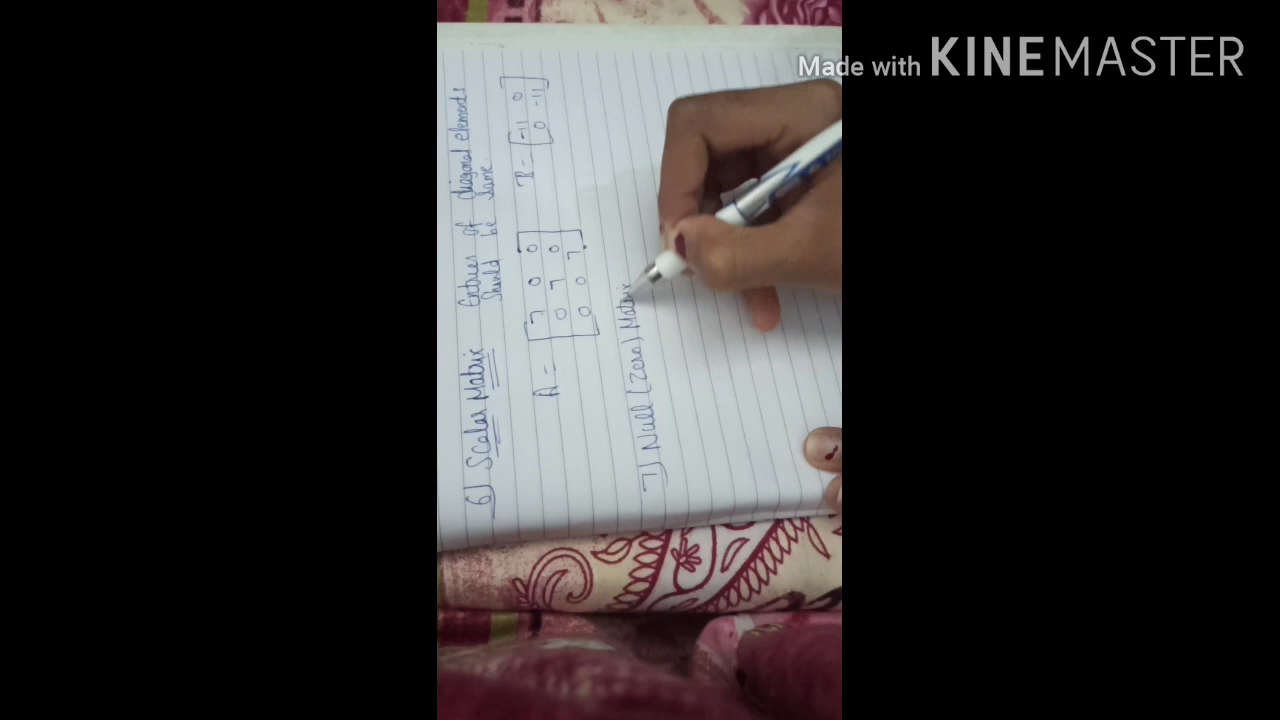 Made with KINEMASTER
6) Scalar Matrix Entries of diagonal elements
should be same.
A = [7 0 0
0 7 0
0 0 7]
B = [-11 0
0 -11]
7) Null (Zero) Matrix